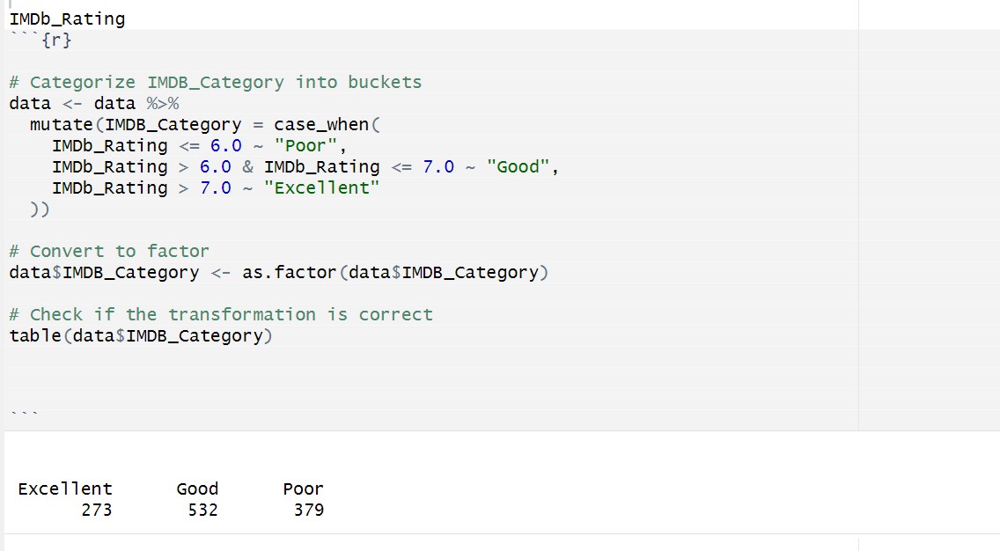 IMDb_Rating
```{r}
# Categorize IMDB_Category into buckets
data <- data %>%
  mutate(IMDB_Category = case_when(
    IMDb_Rating <= 6.0 ~ "Poor",
    IMDb_Rating > 6.0 & IMDb_Rating <= 7.0 ~ "Good",
    IMDb_Rating > 7.0 ~ "Excellent"
  ))
# Convert to factor
data$IMDB_Category <- as.factor(data$IMDB_Category)
# Check if the transformation is correct
table(data$IMDB_Category)
```
Excellent      Good      Poor
      273       532       379